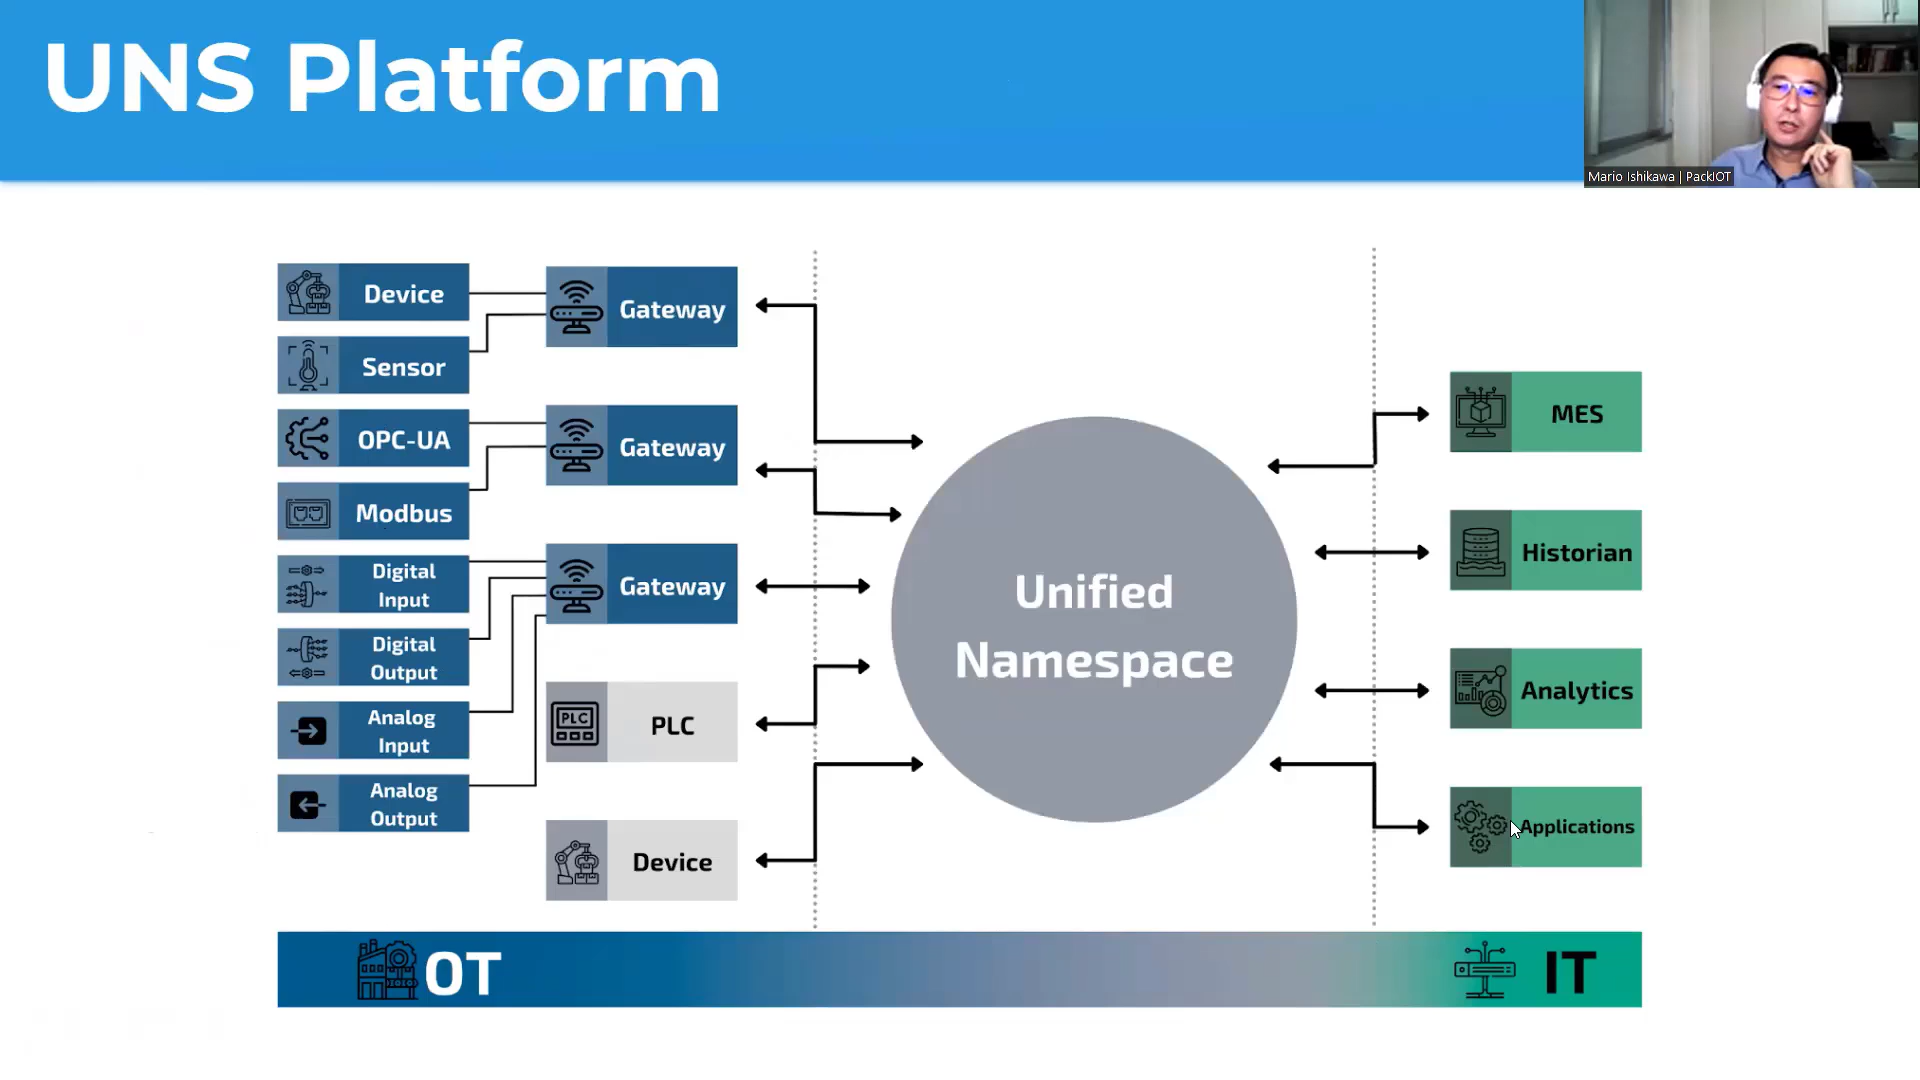 UNS Platform
Mario Ishikawa | PackIOT
Device
Sensor
OPC-UA
Modbus
Digital
Input
Digital
Output
Analog
Input
Analog
Output
Gateway
Gateway
Gateway
PLC
PLC
Device
Unified
Namespace
MES
Historian
Analytics
Applications
OT
IT